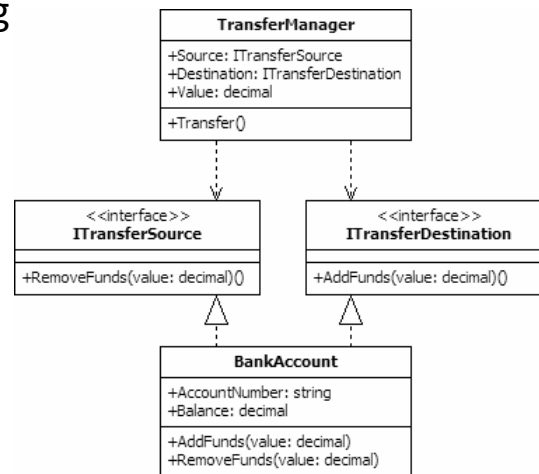 g
TransferManager
+Source: ITransferSource
+Destination: ITransferDestination
+Value: decimal
+Transfer()
<<interface>>
ITransferSource
+RemoveFunds(value: decimal)()
<<interface>>
ITransferDestination
+AddFunds(value: decimal)()
BankAccount
+AccountNumber: string
+Balance: decimal
+AddFunds(value: decimal)
+RemoveFunds(value: decimal)